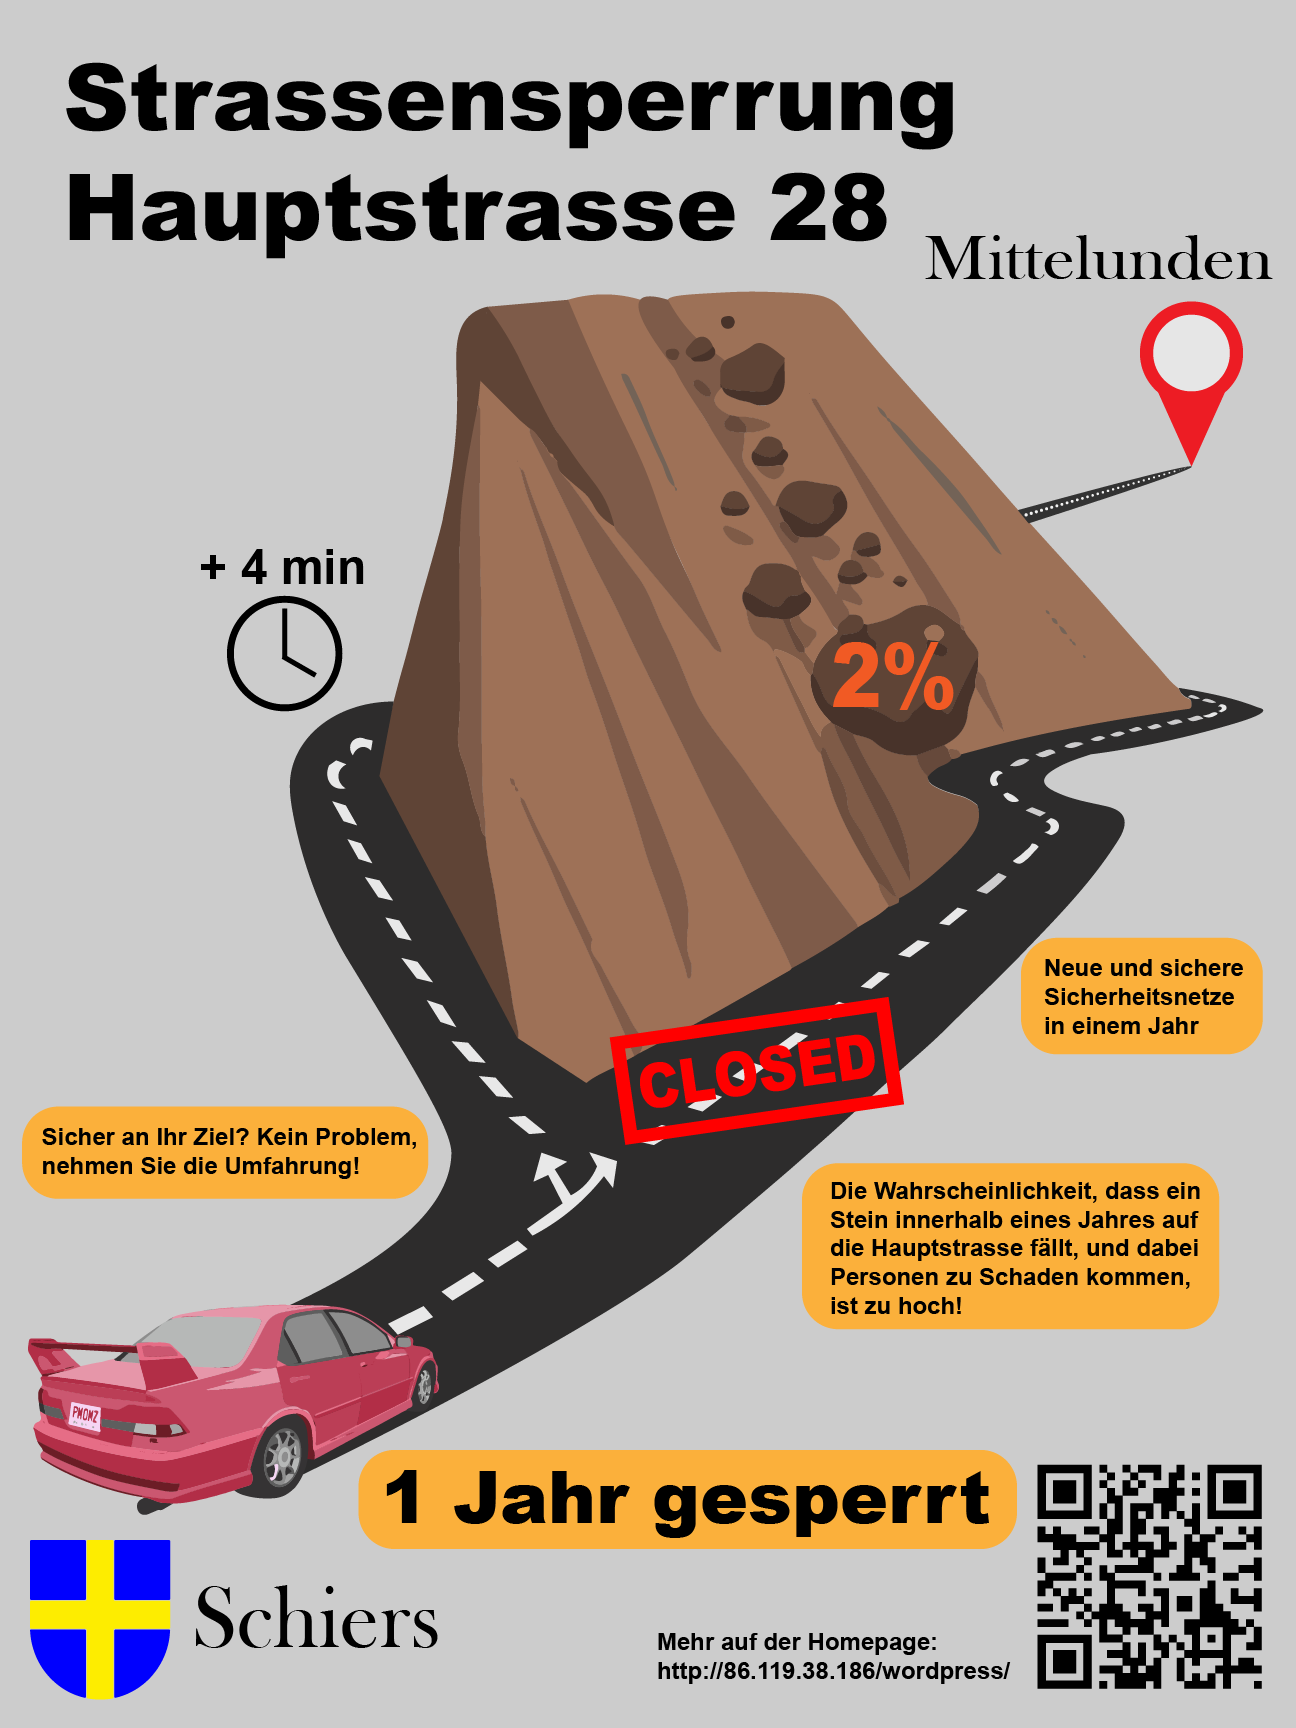 Strassensperrung
Hauptstrasse 28
Mittelunden
+ 4 min
2%
Neue und sichere
Sicherheitsnetze
in einem Jahr
CLOSED
Sicher an Ihr Ziel? Kein Problem,
nehmen Sie die Umfahrung!
Die Wahrscheinlichkeit, dass ein
Stein innerhalb eines Jahres auf
die Hauptstrasse fällt, und dabei
Personen zu Schaden kommen,
ist zu hoch!
PWONZ
1 Jahr gesperrt
Schiers
Mehr auf der Homepage:
http://86.119.38.186/wordpress/